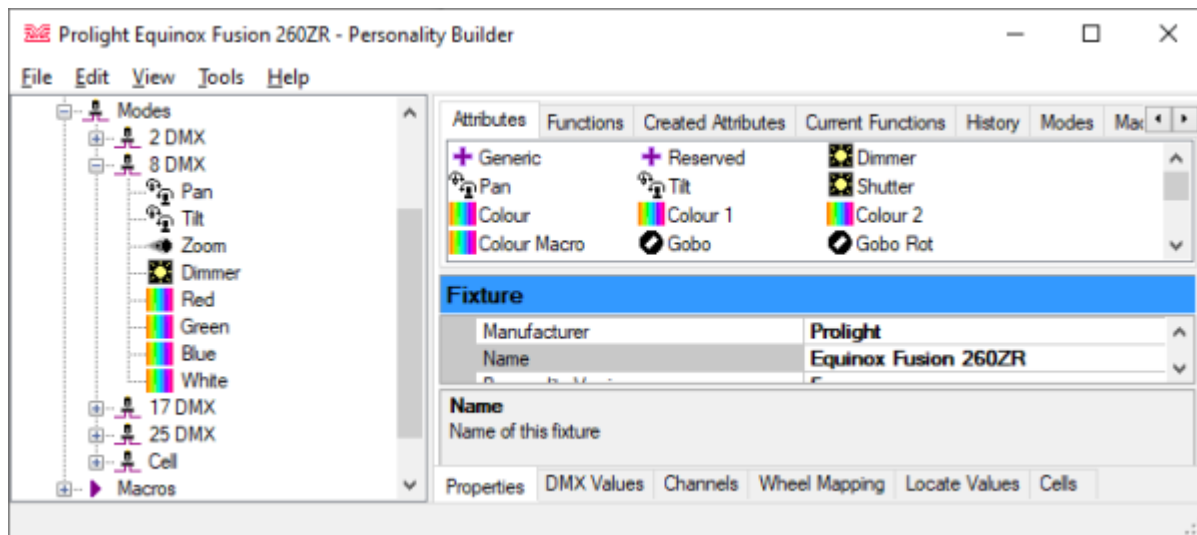 Prolight Equinox Fusion 260ZR - Personality Builder
File Edit View Tools Help
Modes
2 DMX
8 DMX
Pan
Tilt
Zoom
Dimmer
Red
Green
Blue
White
17 DMX
25 DMX
Cell
Macros
Attributes Functions Created Attributes Current Functions History Modes
Generic Reserved Dimmer
Pan Tilt Shutter
Colour Colour 1 Colour 2
Colour Macro Gobo Gobo Rot
Fixture
Manufacturer Prolight
Name Equinox Fusion 260ZR
Name
Name of this fixture
Properties DMX Values Channels Wheel Mapping Locate Values Cells